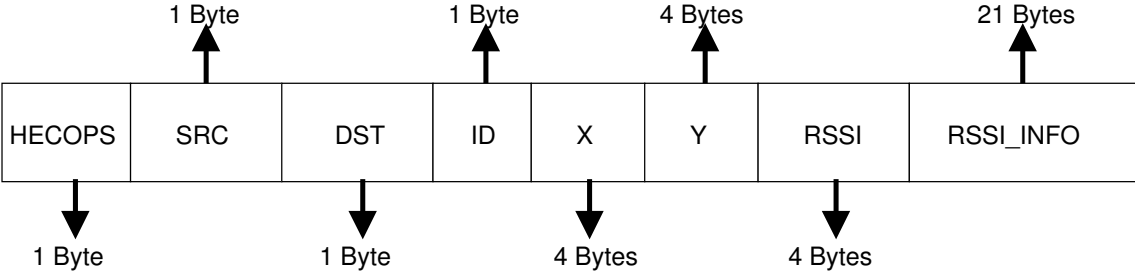 1 Byte 1 Byte 4 Bytes 21 Bytes
HECOPS SRC DST ID X Y RSSI RSSI_INFO
1 Byte 1 Byte 4 Bytes 4 Bytes